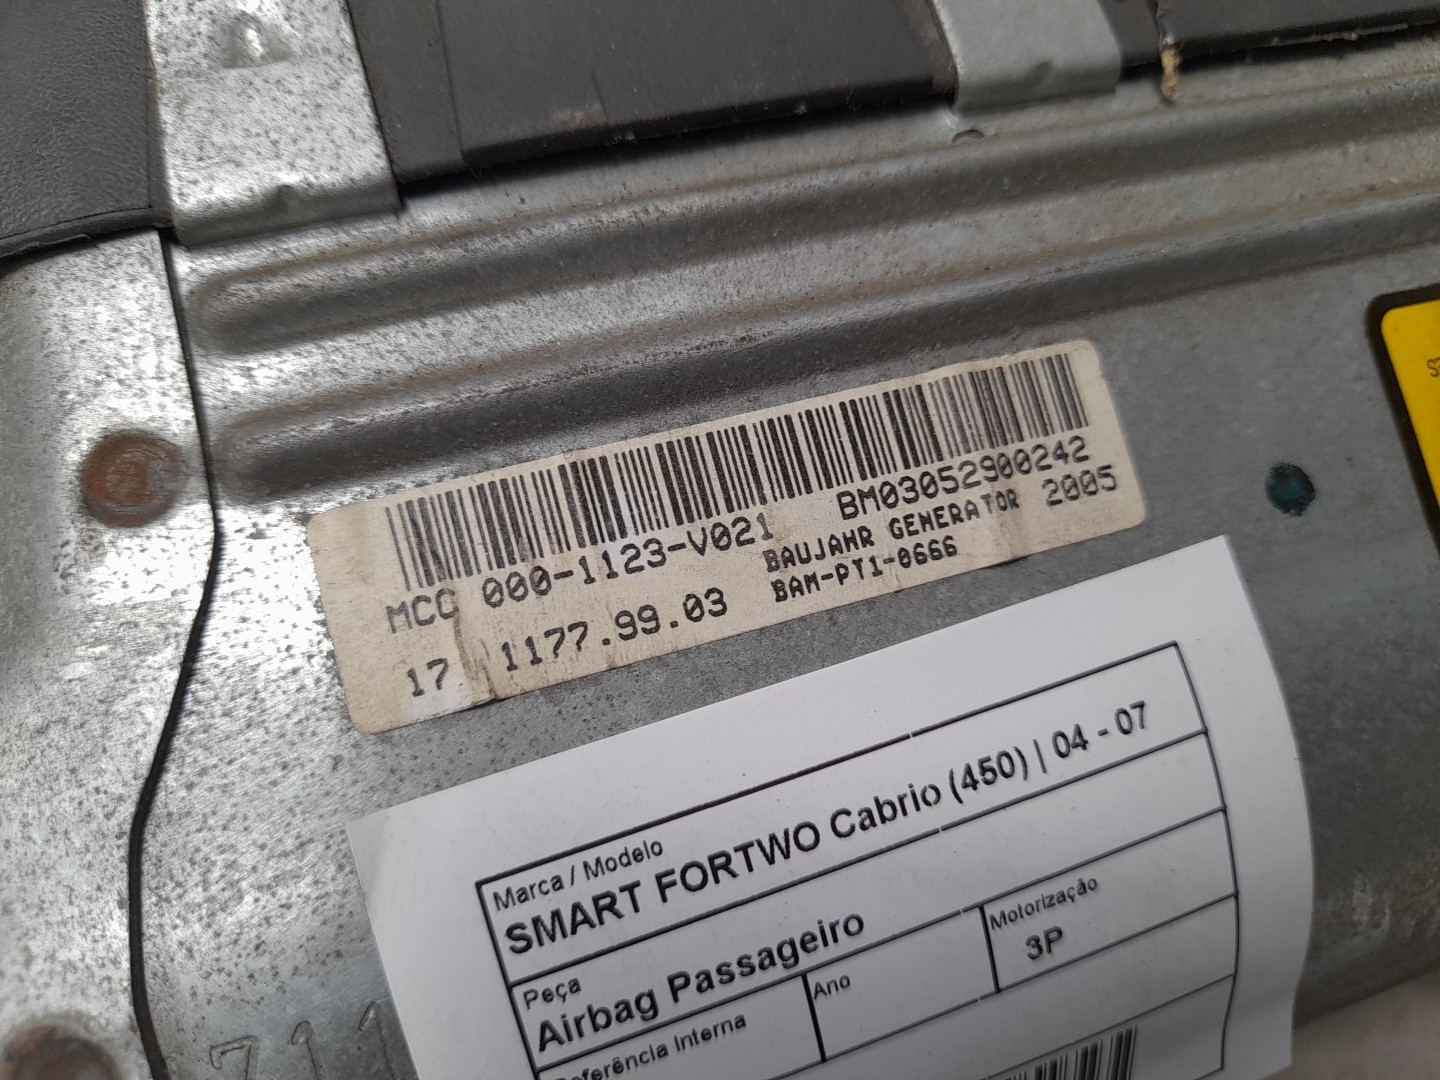 MCC 000-1123-V021 BM03052900242
17 1177.99.03 BAUJAHR GENERATOR 2005
BAM-PT1-0666
Marca / Modelo
SMART FORTWO Cabrio (450) | 04 - 07
Peça
Airbag Passageiro
Referência Interna
Ano
Motorização
3P
711